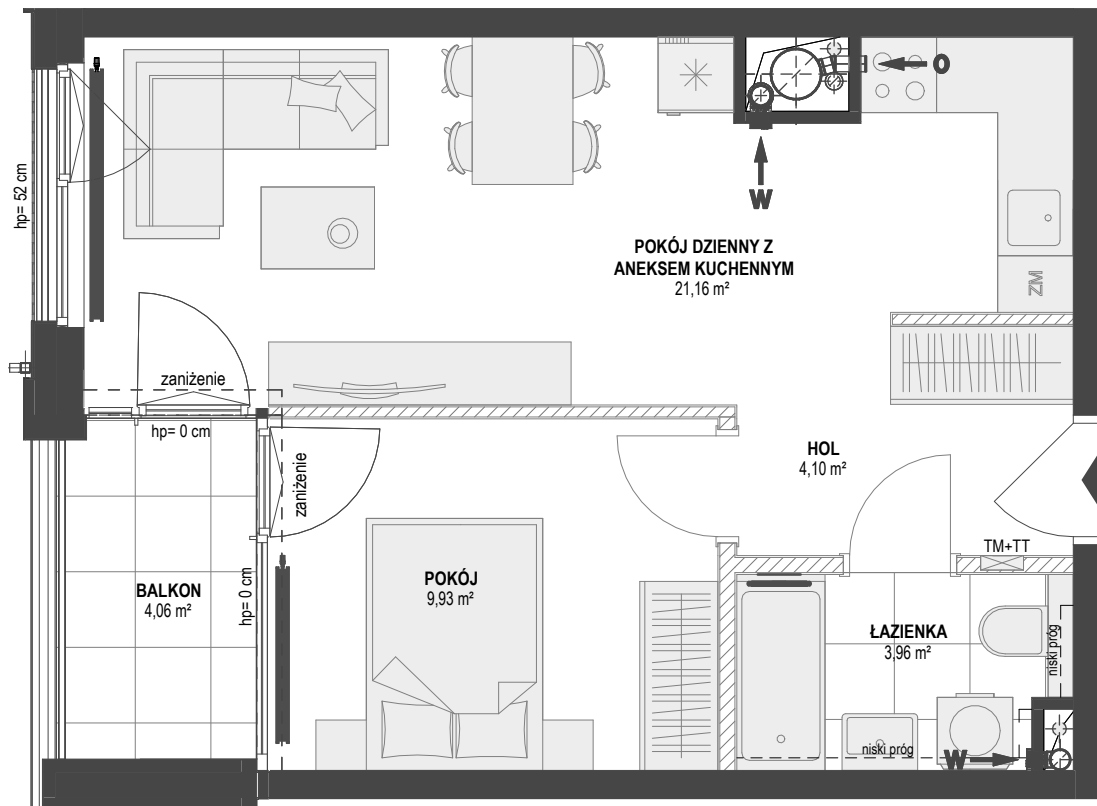 O
W
hp= 52 cm
POKÓJ DZIENNY Z
ANEKSEM KUCHENNYM
21,16 m²
ZM
zaniżenie
hp= 0 cm
zaniżenie
HOL
4,10 m²
TM+TT
BALKON
4,06 m²
hp= 0 cm
POKÓJ
9,93 m²
ŁAZIENKA
3,96 m²
niski próg
niski próg
W